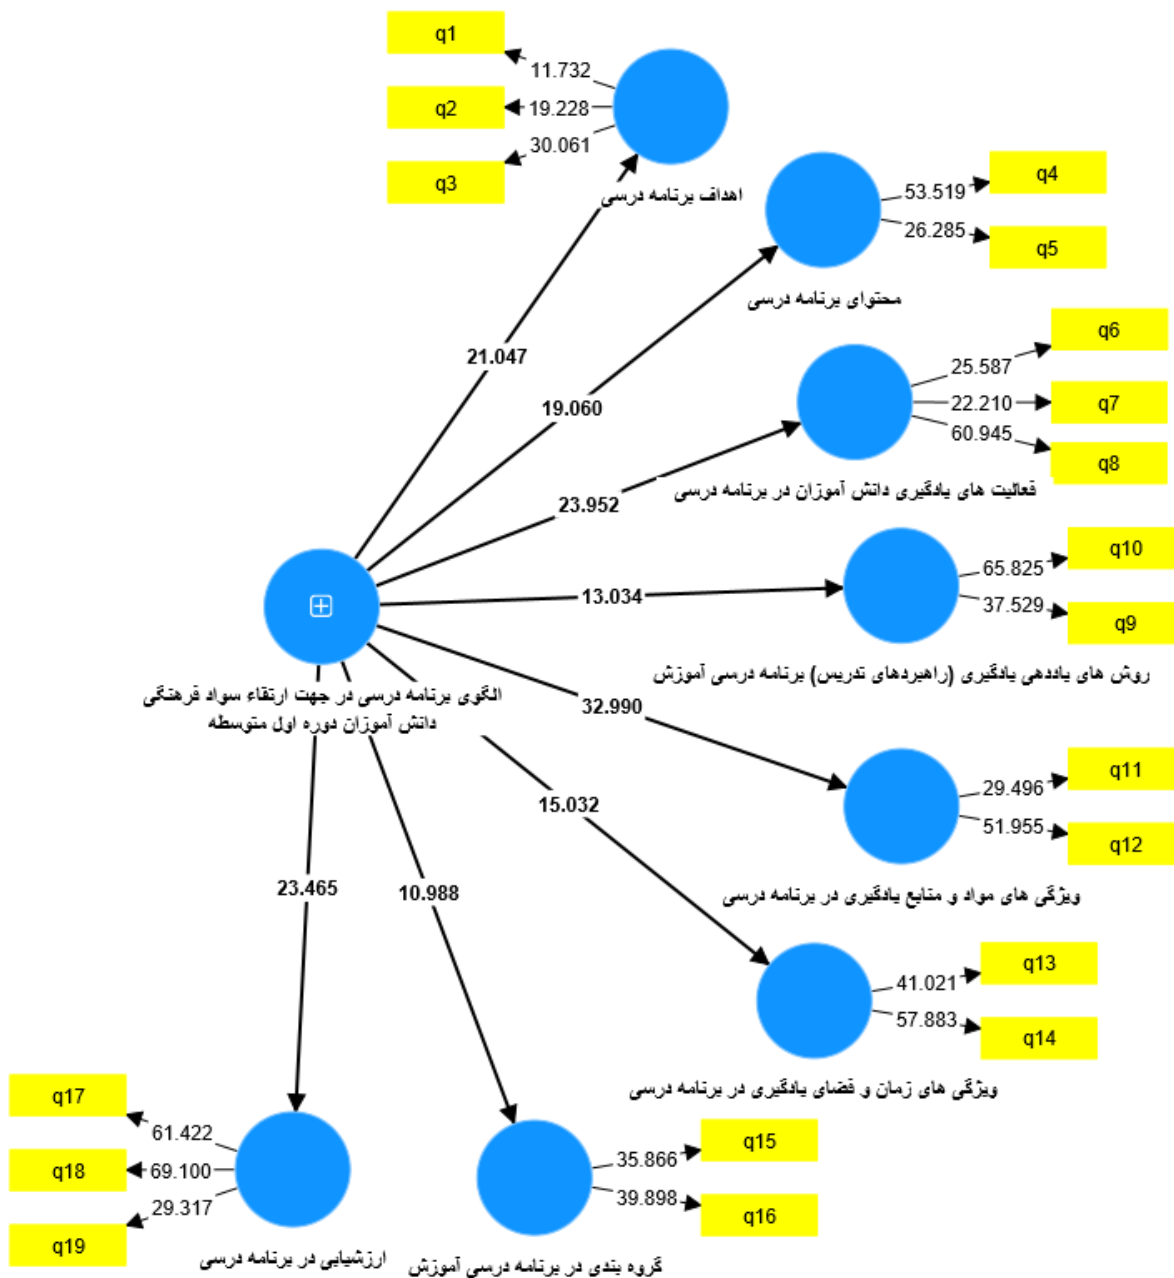 q1
11.732
q2
19.228
30.061
q3
اهداف برنامه درسی
q4
53.519
26.285
q5
محتوای برنامه درسی
21.047
q6
25.587
19.060
22.210
q7
60.945
q8
فعالیت های یادگیری دانش آموزان در برنامه درسی
23.952
q10
65.825
13.034
37.529
q9
روش های یاددهی یادگیری (راهبردهای تدریس) برنامه درسی آموزش
الگوی برنامه درسی در جهت ارتقاء سواد فرهنگی
دانش آموزان دوره اول متوسطه
32.990
q11
29.496
15.032
51.955
q12
ویژگی های مواد و منابع یادگیری در برنامه درسی
23.465
10.988
q13
41.021
57.883
q14
ویژگی های زمان و فضای یادگیری در برنامه درسی
q17
61.422
q18
69.100
29.317
q19
ارزشیابی در برنامه درسی
q15
35.866
39.898
q16
گروه بندی در برنامه درسی آموزش